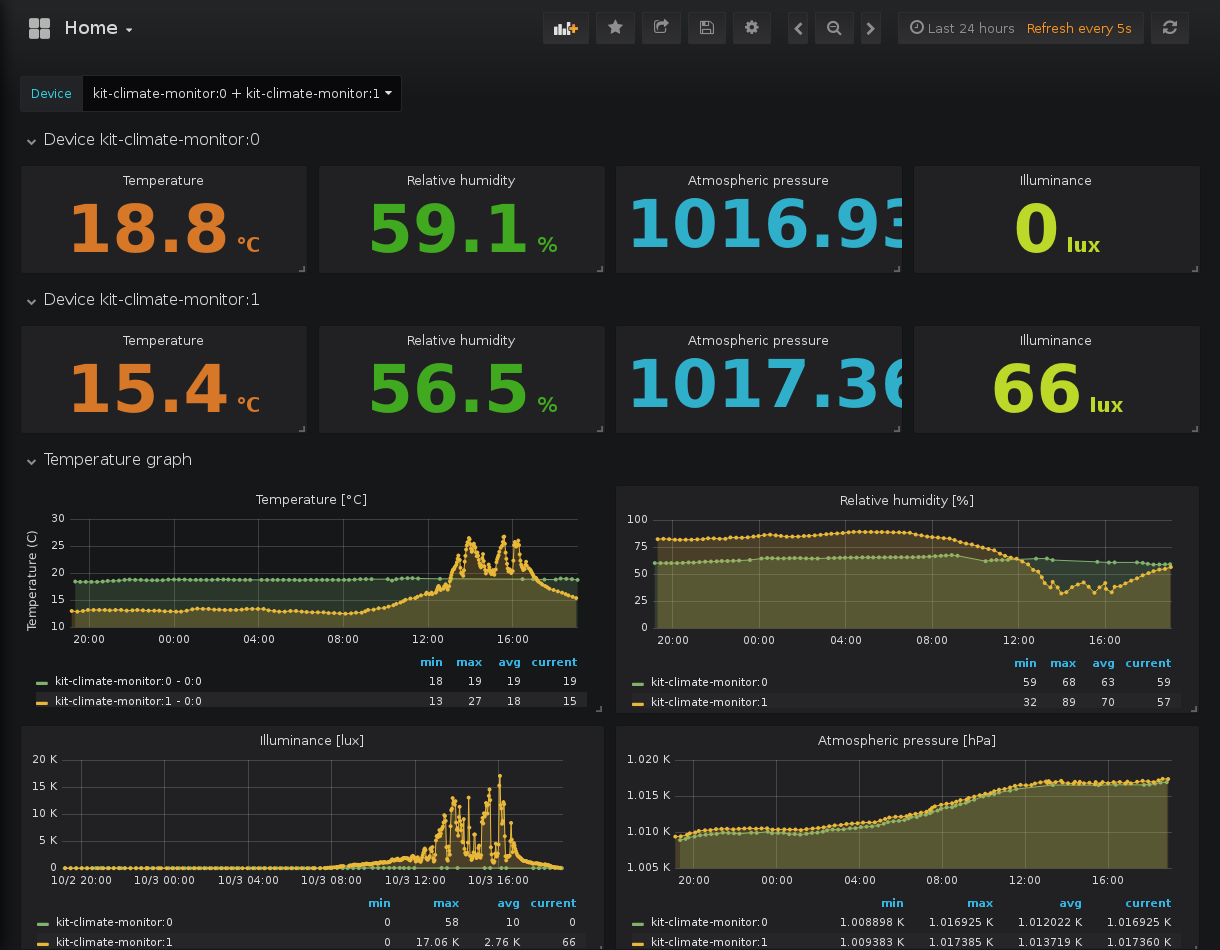 Home
Last 24 hours Refresh every 5s
Device kit-climate-monitor:0 + kit-climate-monitor:1
Device kit-climate-monitor:0
Temperature Relative humidity Atmospheric pressure Illuminance
18.8 °C 59.1 % 1016.93 0 lux
Device kit-climate-monitor:1
Temperature Relative humidity Atmospheric pressure Illuminance
15.4 °C 56.5 % 1017.36 66 lux
Temperature graph
Temperature [°C]
Temperature (C)
30
25
20
15
10
20:00 00:00 04:00 08:00 12:00 16:00
min max avg current
kit-climate-monitor:0 - 0:0 18 19 19 19
kit-climate-monitor:1 - 0:0 13 27 18 15
Relative humidity [%]
100
75
50
25
0
20:00 00:00 04:00 08:00 12:00 16:00
min max avg current
kit-climate-monitor:0 59 68 63 59
kit-climate-monitor:1 32 89 70 57
Illuminance [lux]
20 K
15 K
10 K
5 K
0
10/2 20:00 10/3 00:00 10/3 04:00 10/3 08:00 10/3 12:00 10/3 16:00
min max avg current
kit-climate-monitor:0 0 58 10 0
kit-climate-monitor:1 0 17.06 K 2.76 K 66
Atmospheric pressure [hPa]
1.020 K
1.015 K
1.010 K
1.005 K
20:00 00:00 04:00 08:00 12:00 16:00
min max avg current
kit-climate-monitor:0 1.008898 K 1.016925 K 1.012022 K 1.016925 K
kit-climate-monitor:1 1.009383 K 1.017385 K 1.013719 K 1.017360 K